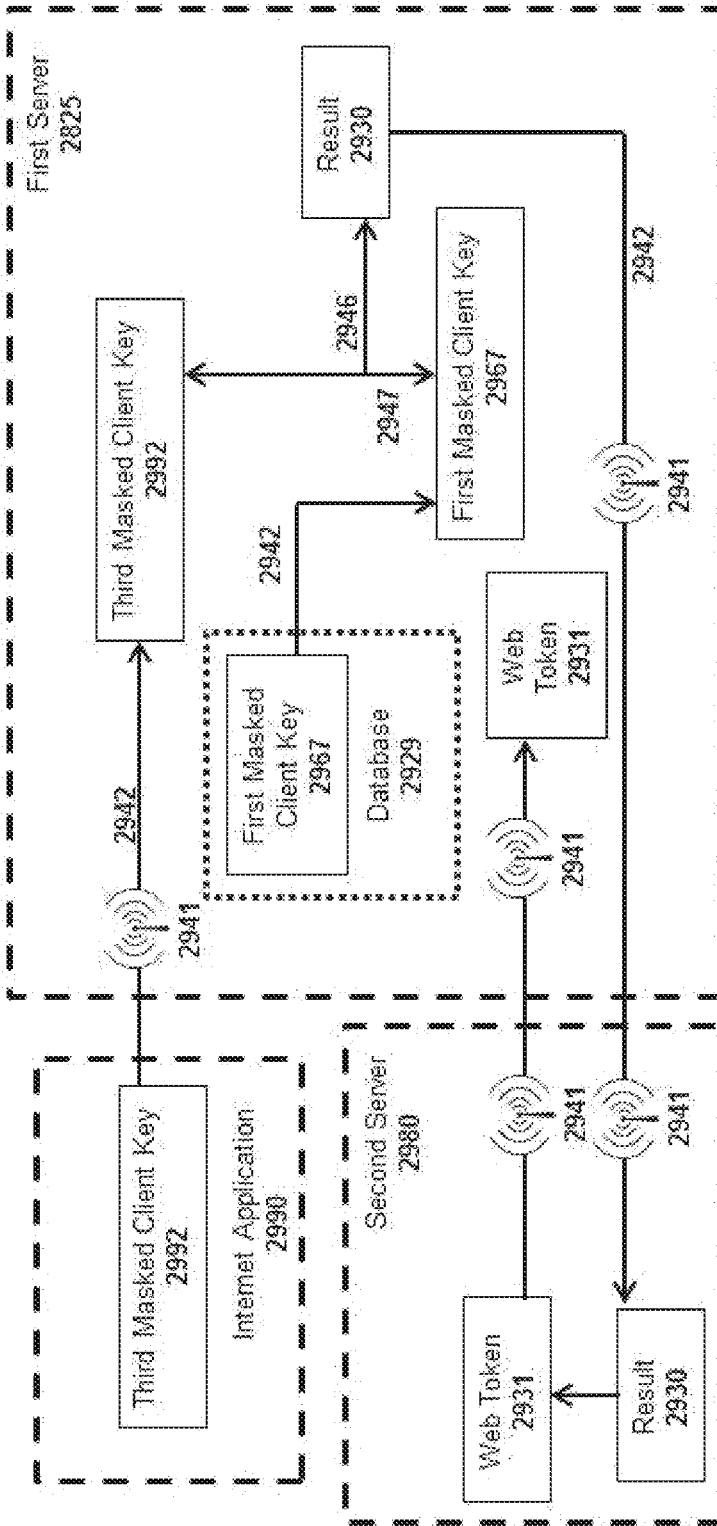 Third Masked Client Key
2992
Internet Application
2990
2941
2942
Third Masked Client Key
2992
First Server
2825
First Masked
Client Key
2967
Database
2929
2942
2947
2946
First Masked Client Key
2967
Result
2930
Second Server
2980
Web Token
2931
2941
2941
Web
Token
2931
Result
2930
2941
2941
2942